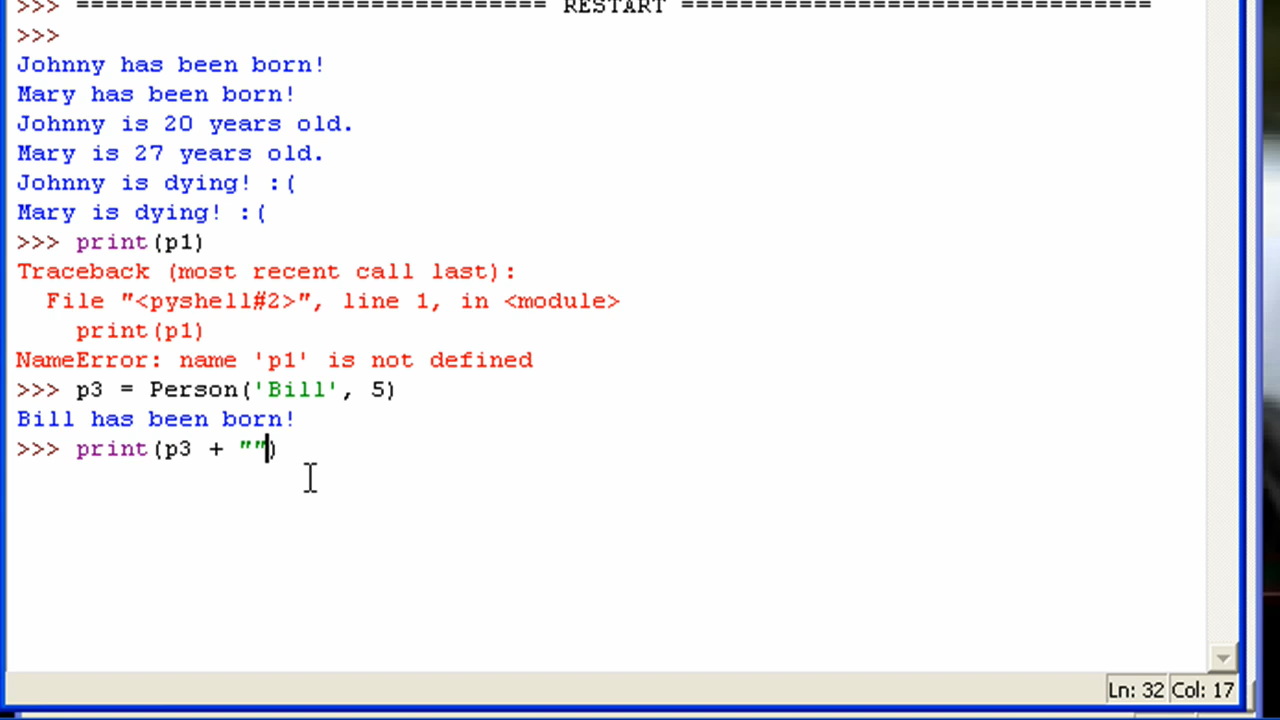 >>> ================================ RESTART ================================
>>>
Johnny has been born!
Mary has been born!
Johnny is 20 years old.
Mary is 27 years old.
Johnny is dying! :(
Mary is dying! :(
>>> print(p1)
Traceback (most recent call last):
  File "<pyshell#2>", line 1, in <module>
    print(p1)
NameError: name 'p1' is not defined
>>> p3 = Person('Bill', 5)
Bill has been born!
>>> print(p3 + "")
Ln: 32 Col: 17